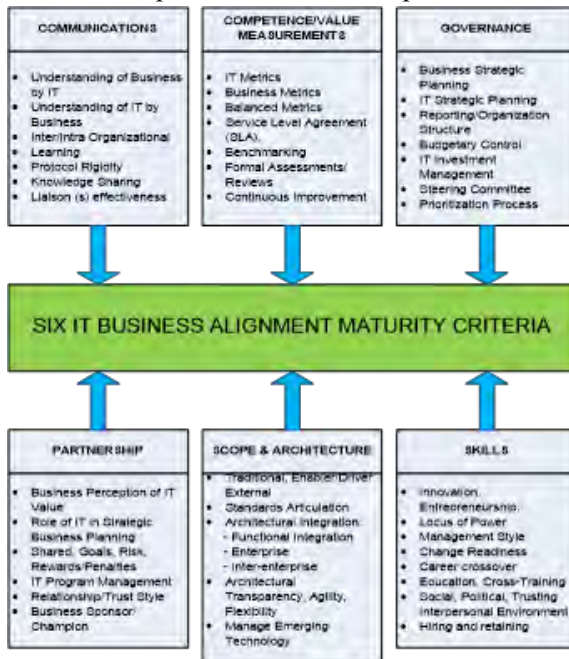 COMMUNICATIONS
Understanding of Business
by IT
Understanding of IT by
Business
Inter/Intra Organizational
Learning
Protocol Rigidity
Knowledge Sharing
Liaison (s) effectiveness
COMPETENCE/VALUE
MEASUREMENTS
IT Metrics
Business Metrics
Balanced Metrics
Service Level Agreement
(SLA),
Benchmarking
Formal Assessments/
Reviews
Continuous Improvement
GOVERNANCE
Business Strategic
Planning
IT Strategic Planning
Reporting/Organization
Structure
Budgetary Control
IT Investment
Management
Steering Committee
Prioritization Process
SIX IT BUSINESS ALIGNMENT MATURITY CRITERIA
PARTNERSHIP
Business Perception of IT
Value
Role of IT in Strategic
Business Planning
Shared, Goals, Risk,
Rewards/Penalties
IT Program Management
Relationship/Trust Style
Business Sponsor/
Champion
SCOPE & ARCHITECTURE
Traditional, Enabler/Driver
External
Standards Articulation
Architectural Integration:
- Functional Integration
- Enterprise
- Inter-enterprise
Architectural
Transparency, Agility,
Flexibility
Manage Emerging
Technology
SKILLS
Innovation,
Entrepreneurship,
Locus of Power
Management Style
Change Readiness
Career crossover
Education, Cross-Training
Social, Political, Trusting
Interpersonal Environment
Hiring and retaining